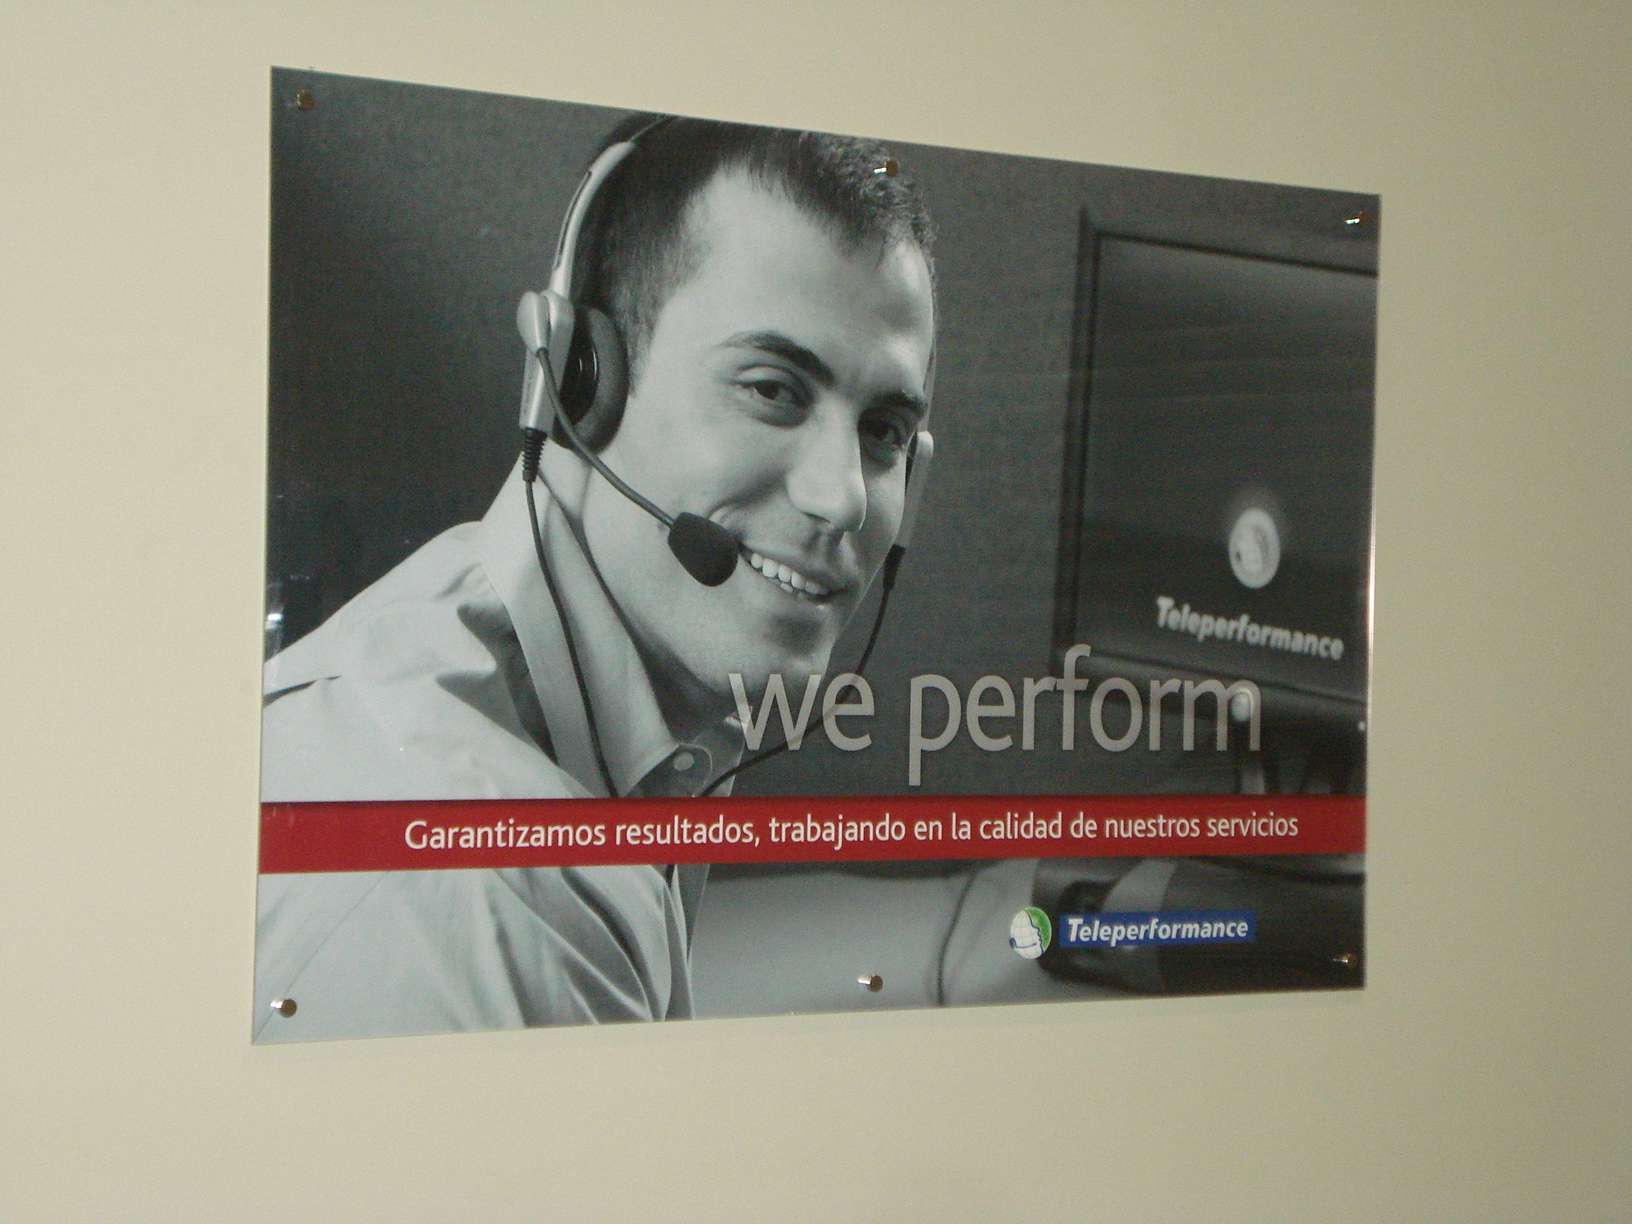 Teleperformance
we perform
Garantizamos resultados, trabajando en la calidad de nuestros servicios
Teleperformance